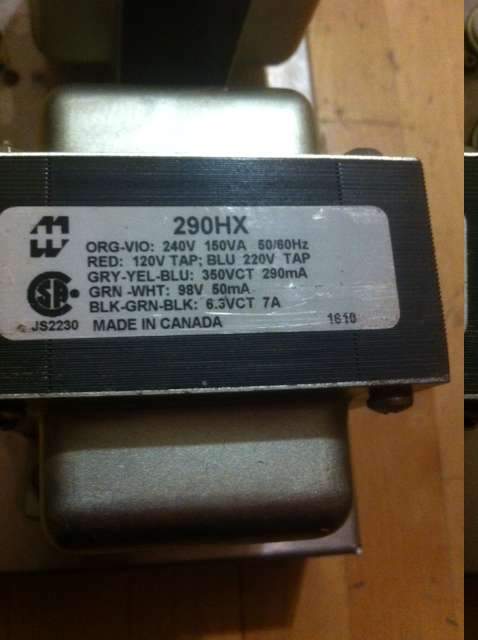 290HX
ORG-VIO: 240V 150VA 50/60Hz
RED: 120V TAP; BLU 220V TAP
GRY-YEL-BLU: 350VCT 290mA
GRN -WHT: 98V 50mA
BLK-GRN-BLK: 6.3VCT 7A
JS2230 MADE IN CANADA 1610